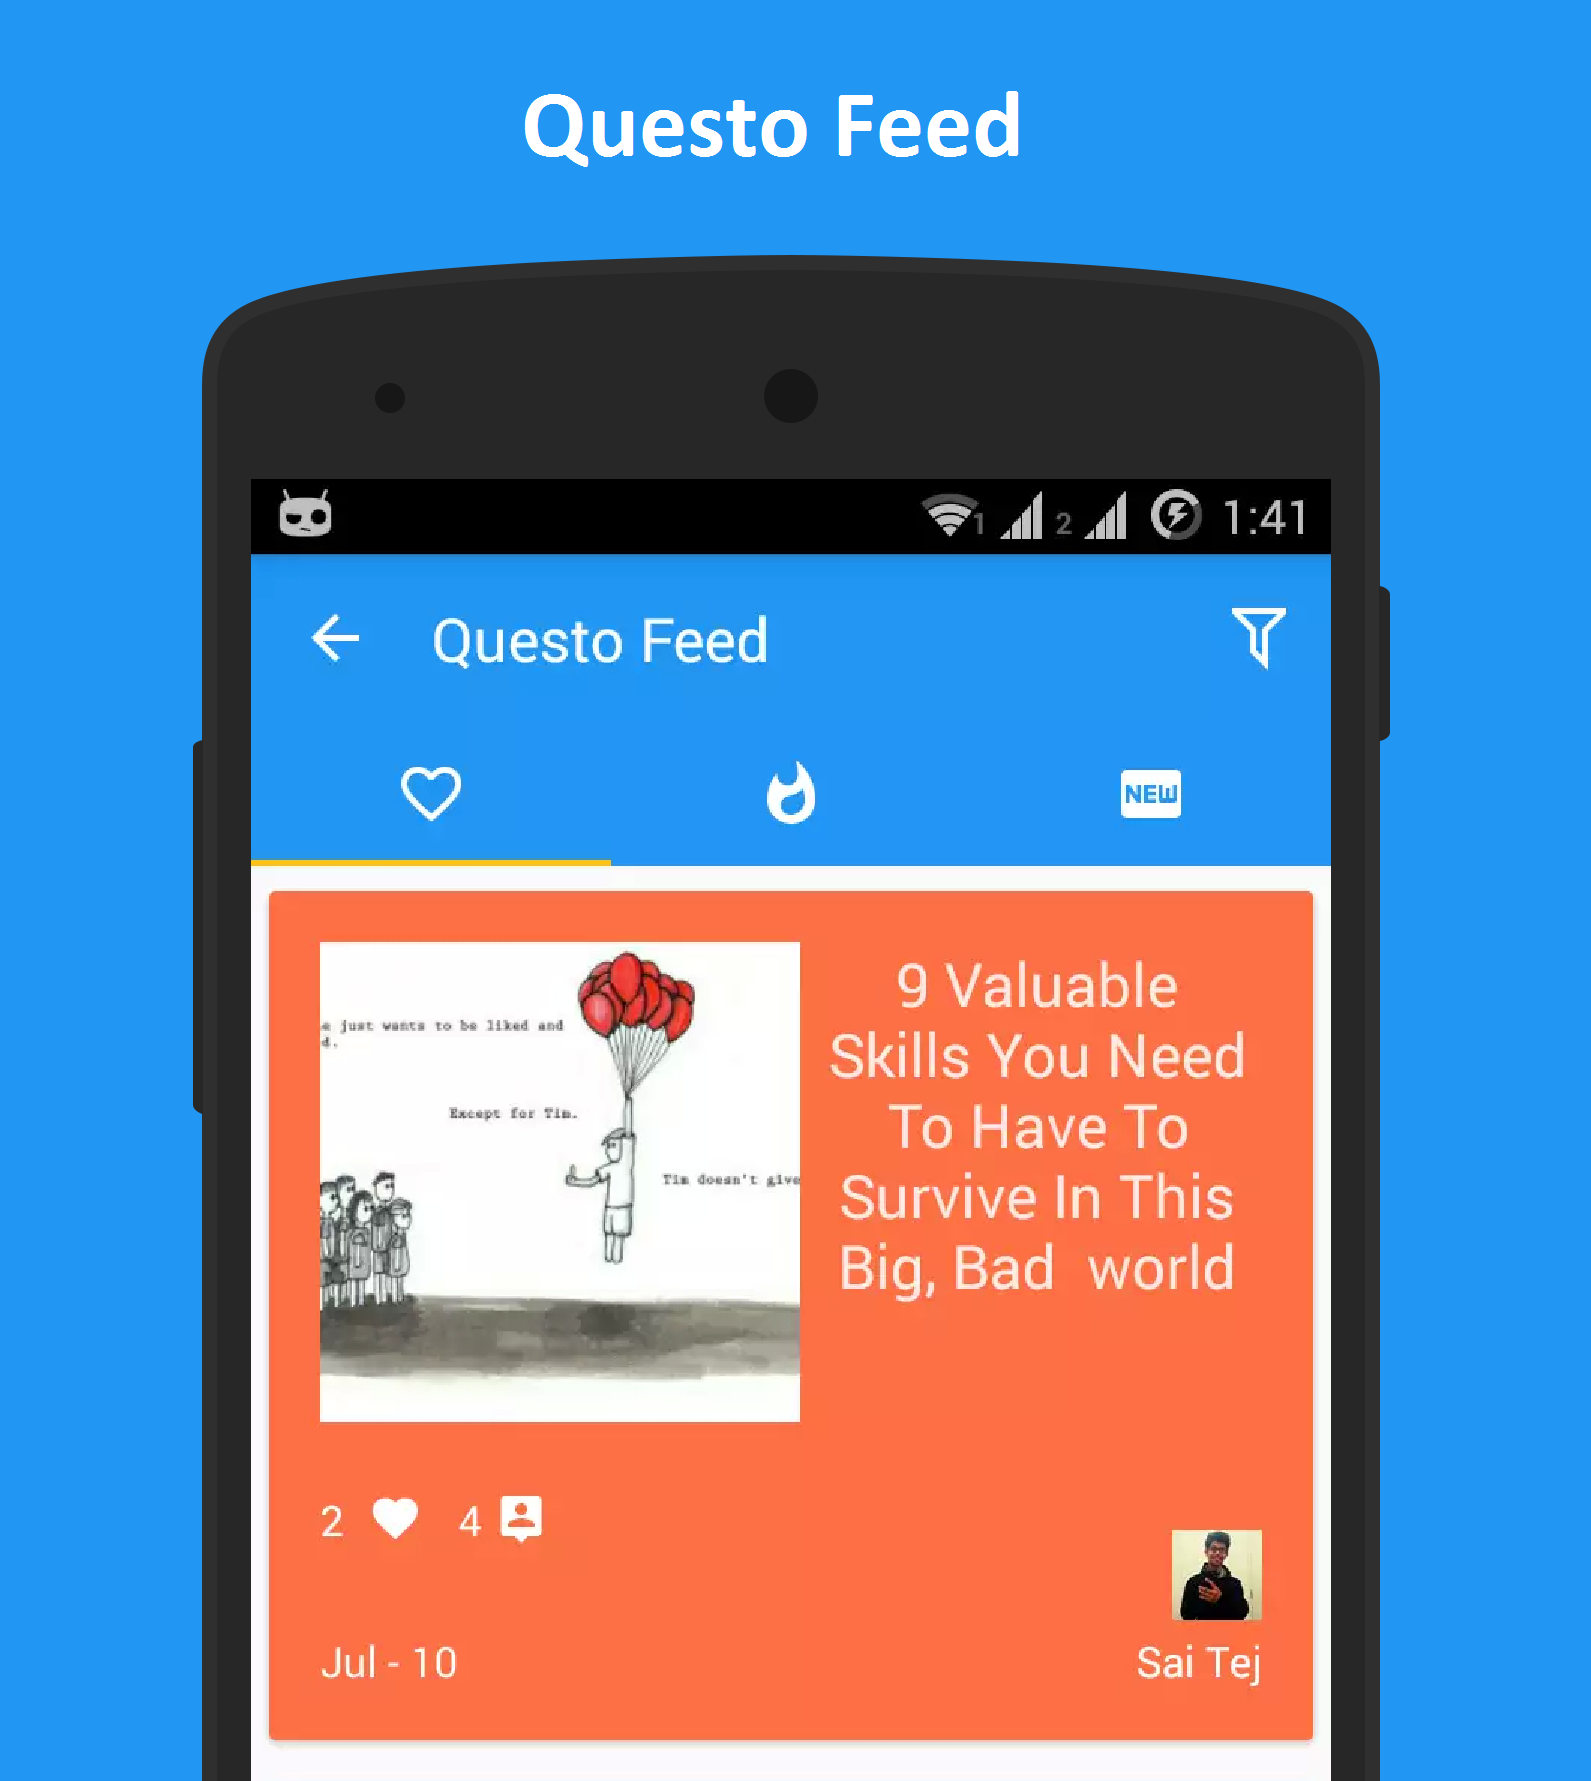 Questo Feed
1 2 1:41
Questo Feed
NEW
just wants to be liked and
d.
Except for Tim.
Tim doesn't give
9 Valuable
Skills You Need
To Have To
Survive In This
Big, Bad world
2 4
Jul - 10
Sai Tej